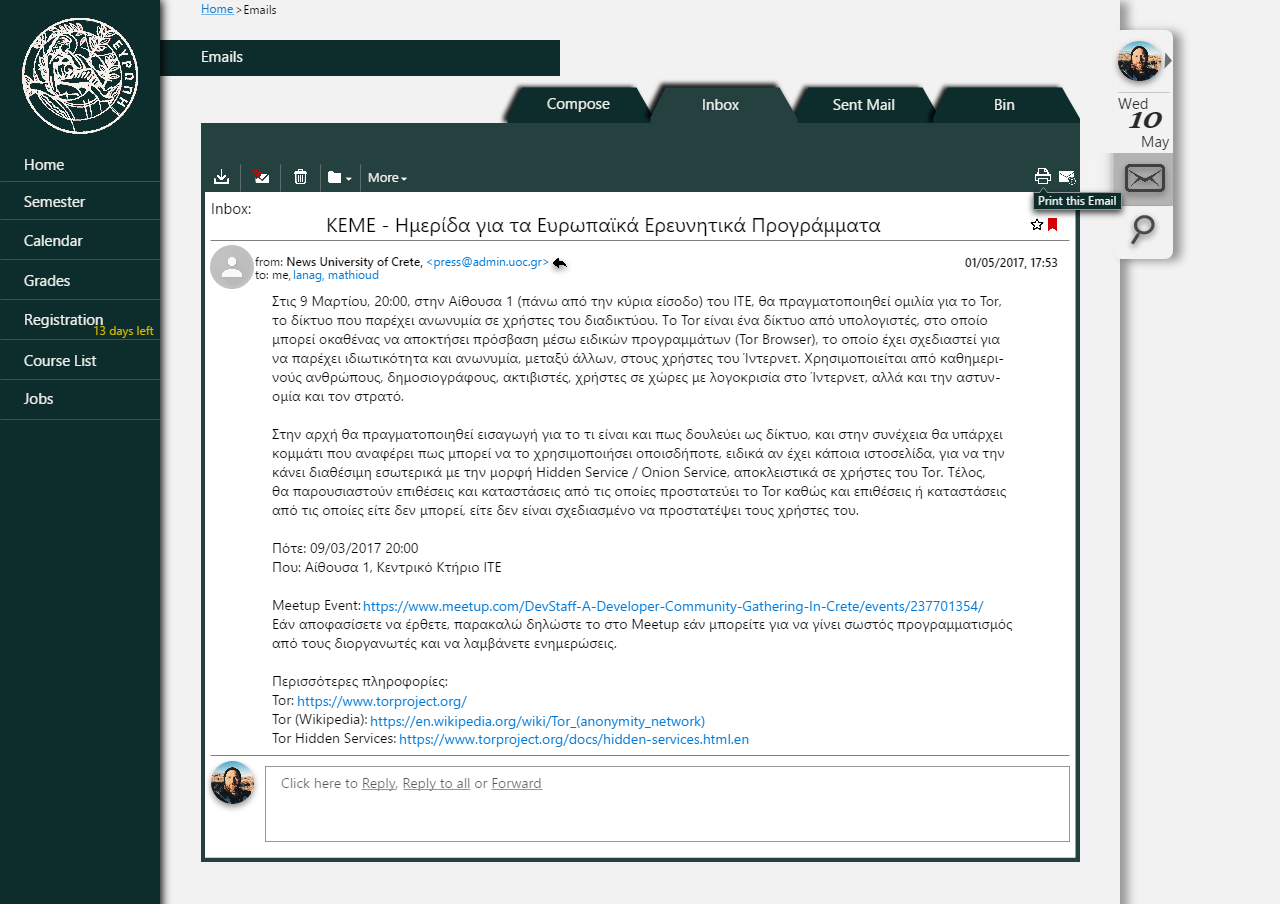 Home > Emails
ΕΥΡΩΠΗ
Emails
Compose
Inbox
Sent Mail
Bin
Home
Semester
Calendar
Grades
Registration
13 days left
Course List
Jobs
Wed
10
May
More
Print this Email
Inbox:
ΚΕΜΕ - Ημερίδα για τα Ευρωπαϊκά Ερευνητικά Προγράμματα
from: News University of Crete, <press@admin.uoc.gr>
01/05/2017, 17:53
to: me, lanag, mathioud
Στις 9 Μαρτίου, 20:00, στην Αίθουσα 1 (πάνω από την κύρια είσοδο) του ΙΤΕ, θα πραγματοποιηθεί ομιλία για το Tor,
το δίκτυο που παρέχει ανωνυμία σε χρήστες του διαδικτύου. Το Tor είναι ένα δίκτυο από υπολογιστές, στο οποίο
μπορεί οκαθένας να αποκτήσει πρόσβαση μέσω ειδικών προγραμμάτων (Tor Browser), το οποίο έχει σχεδιαστεί για
να παρέχει ιδιωτικότητα και ανωνυμία, μεταξύ άλλων, στους χρήστες του Ίντερνετ. Χρησιμοποιείται από καθημερι-
νούς ανθρώπους, δημοσιογράφους, ακτιβιστές, χρήστες σε χώρες με λογοκρισία στο Ίντερνετ, αλλά και την αστυν-
ομία και τον στρατό.
Στην αρχή θα πραγματοποιηθεί εισαγωγή για το τι είναι και πως δουλεύει ως δίκτυο, και στην συνέχεια θα υπάρχει
κομμάτι που αναφέρει πως μπορεί να το χρησιμοποιήσει οποισδήποτε, ειδικά αν έχει κάποια ιστοσελίδα, για να την
κάνει διαθέσιμη εσωτερικά με την μορφή Hidden Service / Onion Service, αποκλειστικά σε χρήστες του Tor. Τέλος,
θα παρουσιαστούν επιθέσεις και καταστάσεις από τις οποίες προστατεύει το Tor καθώς και επιθέσεις ή καταστάσεις
από τις οποίες είτε δεν μπορεί, είτε δεν είναι σχεδιασμένο να προστατέψει τους χρήστες του.
Πότε: 09/03/2017 20:00
Που: Αίθουσα 1, Κεντρικό Κτήριο ΙΤΕ
Meetup Event: https://www.meetup.com/DevStaff-A-Developer-Community-Gathering-In-Crete/events/237701354/
Εάν αποφασίσετε να έρθετε, παρακαλώ δηλώστε το στο Meetup εάν μπορείτε για να γίνει σωστός προγραμματισμός
από τους διοργανωτές και να λαμβάνετε ενημερώσεις.
Περισσότερες πληροφορίες:
Tor: https://www.torproject.org/
Tor (Wikipedia): https://en.wikipedia.org/wiki/Tor_(anonymity_network)
Tor Hidden Services: https://www.torproject.org/docs/hidden-services.html.en
Click here to Reply, Reply to all or Forward